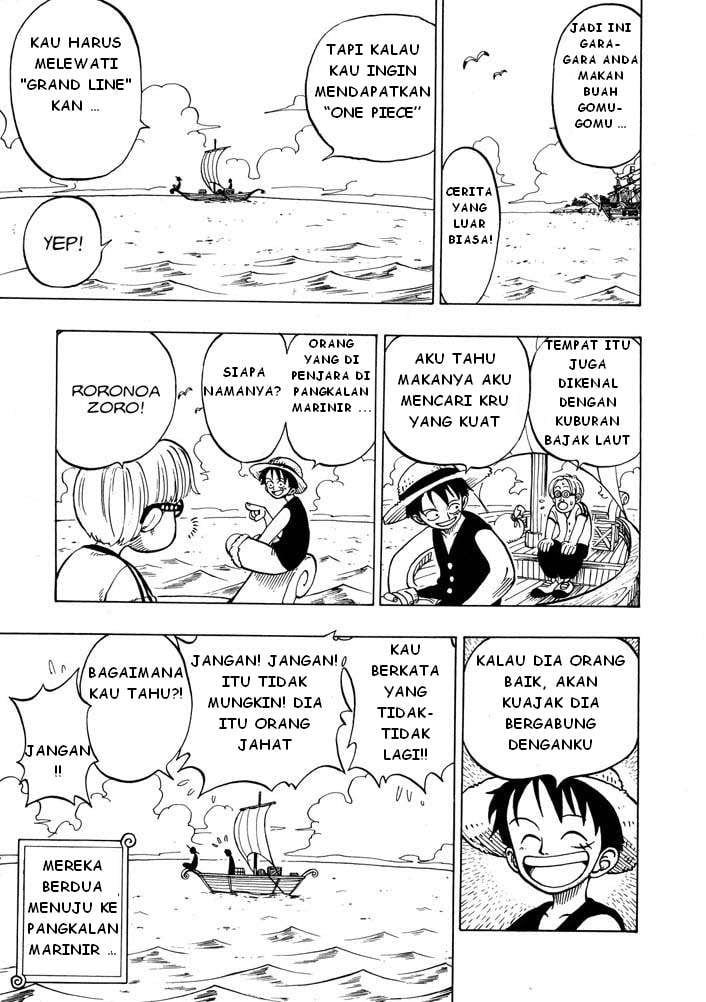 JADI INI
GARA-
GARA ANDA
MAKAN
BUAH
GOMU-
GOMU ...
CERITA
YANG
LUAR
BIASA!
TAPI KALAU
KAU INGIN
MENDAPATKAN
"ONE PIECE"
KAU HARUS
MELEWATI
"GRAND LINE"
KAN ...
YEP!
TEMPAT ITU
JUGA
DIKENAL
DENGAN
KUBURAN
BAJAK LAUT
AKU TAHU
MAKANYA AKU
MENCARI KRU
YANG KUAT
ORANG
YANG DI
PENJARA DI
PANGKALAN
MARINIR ...
SIAPA
NAMANYA?
RORONOA
ZORO!
KALAU DIA ORANG
BAIK, AKAN
KUAJAK DIA
BERGABUNG
DENGANKU
KAU
BERKATA
YANG
TIDAK-
TIDAK
LAGI!!
JANGAN! JANGAN!
ITU TIDAK
MUNGKIN! DIA
ITU ORANG
JAHAT
BAGAIMANA
KAU TAHU?!
JANGAN
!!
MEREKA
BERDUA
MENUJU KE
PANGKALAN
MARINIR ...